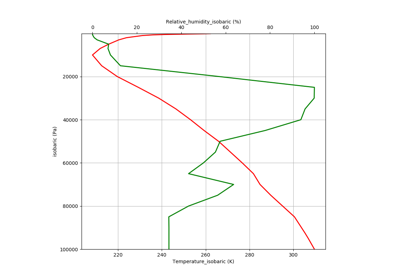 Relative_humidity_isobaric (%)
0 20 40 60 80 100
20000
40000
60000
80000
100000
Isobaric (Pa)
220 240 260 280 300
Temperature_isobaric (K)